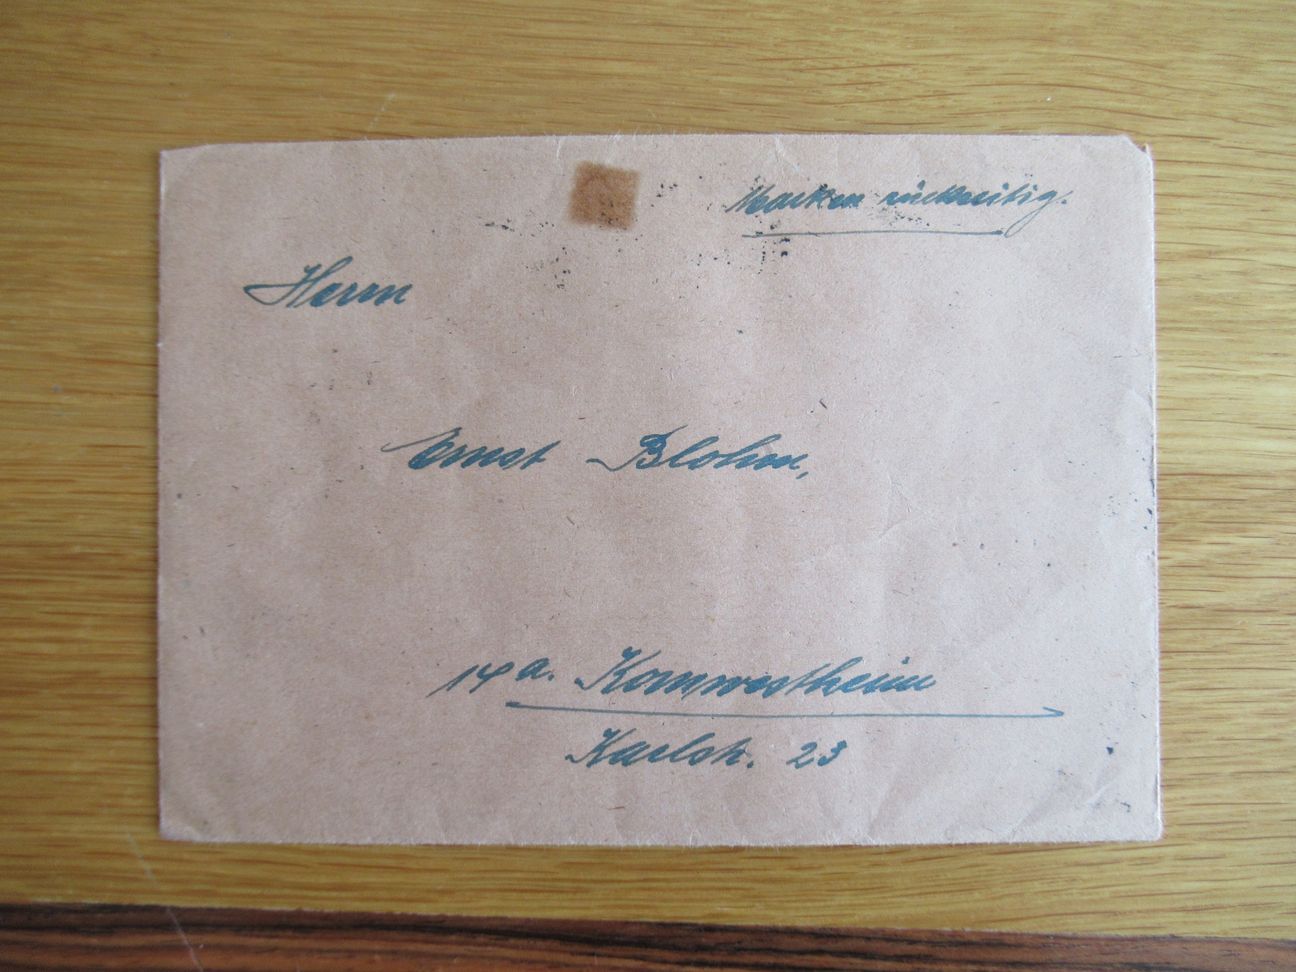 Marken rückseitig.
Herrn
Ernst Blohm,
14a. Kornwestheim
Karlstr. 23